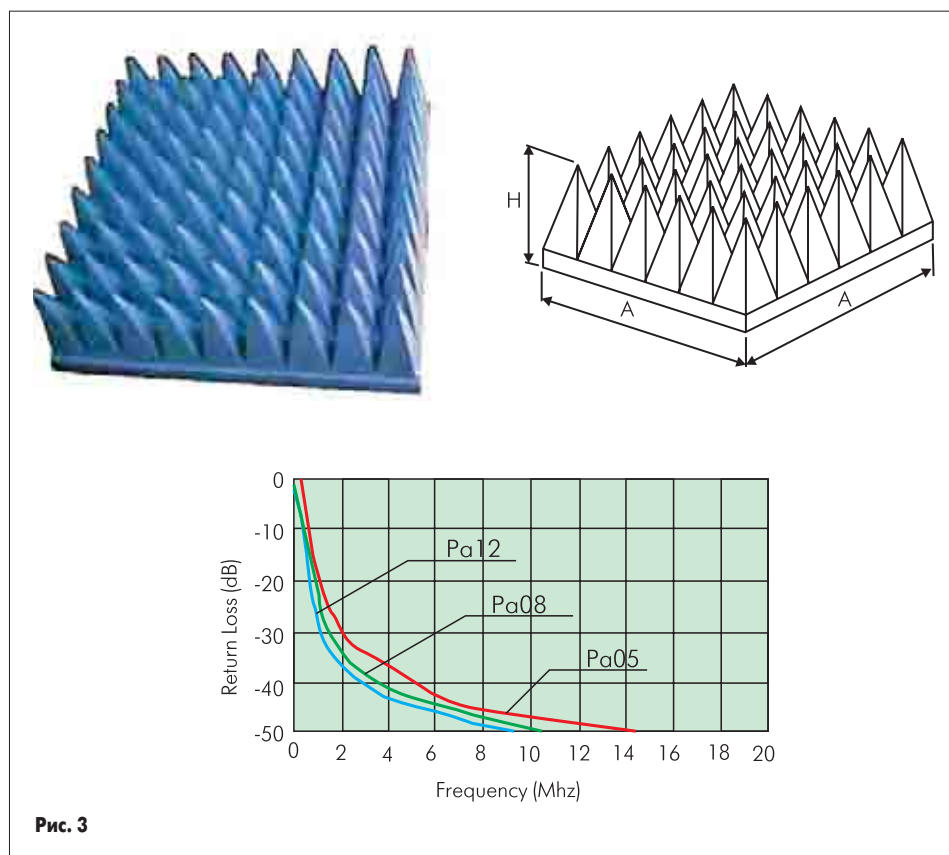 H
A
A
0
-10
-20
-30
-40
-50
Return Loss (dB)
Pa12
Pa08
Pa05
0 2 4 6 8 10 12 14 16 18 20
Frequency (Mhz)
Рис. 3